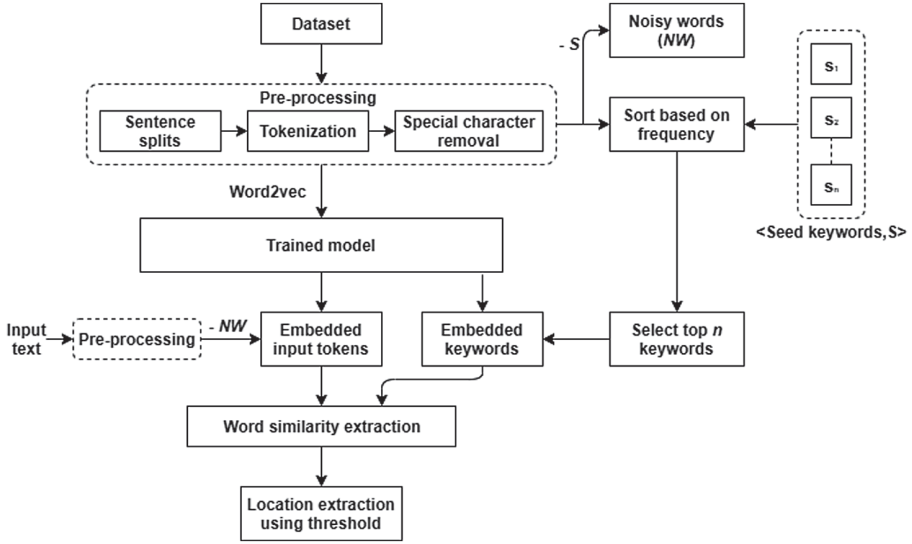 Dataset
Noisy words
(NW)
- S
S1
Pre-processing
Sentence
splits
Tokenization
Special character
removal
Sort based on
frequency
S2
Sn
Word2vec
<Seed keywords,S>
Trained model
Input
text
Pre-processing
- NW
Embedded
input tokens
Embedded
keywords
Select top n
keywords
Word similarity extraction
Location extraction
using threshold